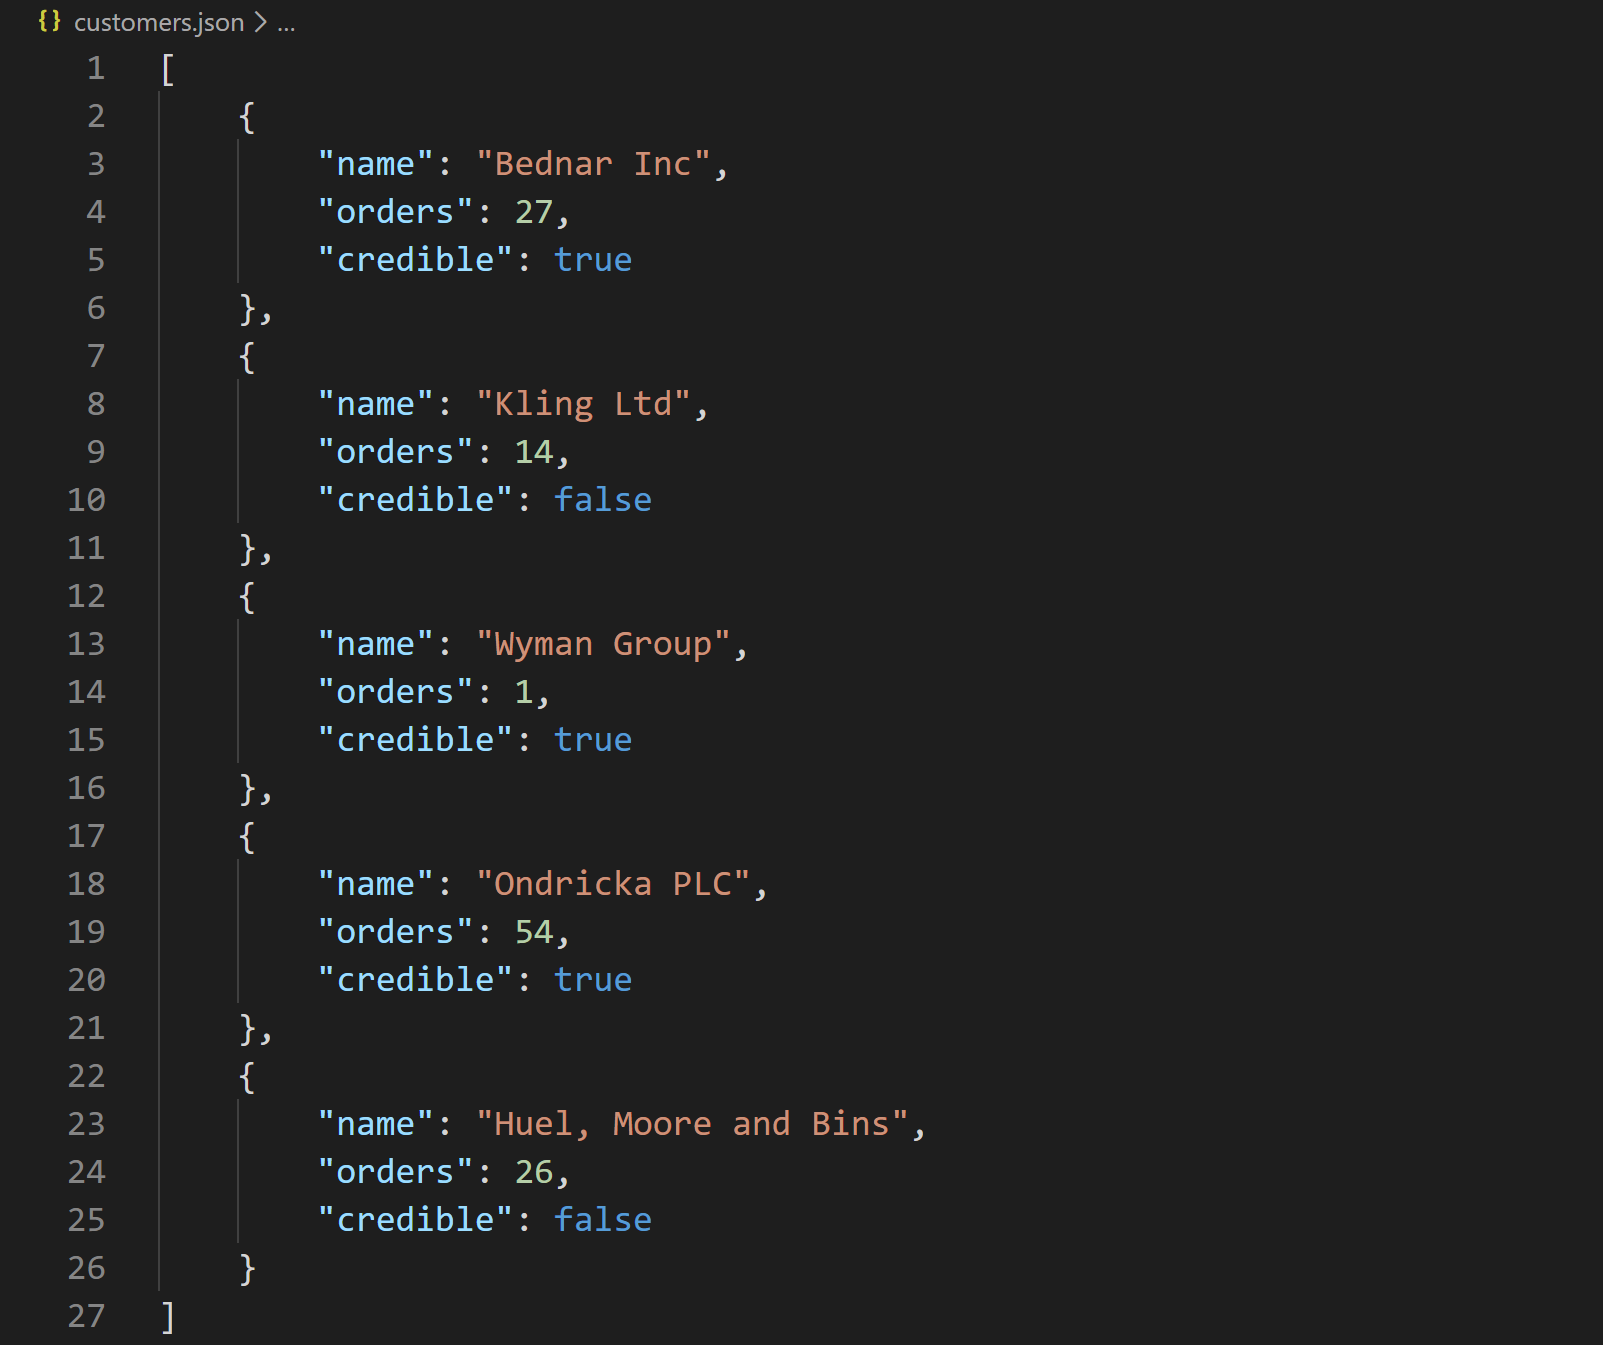 {} customers.json > ...
1 [
2     {
3         "name": "Bednar Inc",
4         "orders": 27,
5         "credible": true
6     },
7     {
8         "name": "Kling Ltd",
9         "orders": 14,
10         "credible": false
11     },
12     {
13         "name": "Wyman Group",
14         "orders": 1,
15         "credible": true
16     },
17     {
18         "name": "Ondricka PLC",
19         "orders": 54,
20         "credible": true
21     },
22     {
23         "name": "Huel, Moore and Bins",
24         "orders": 26,
25         "credible": false
26     }
27 ]